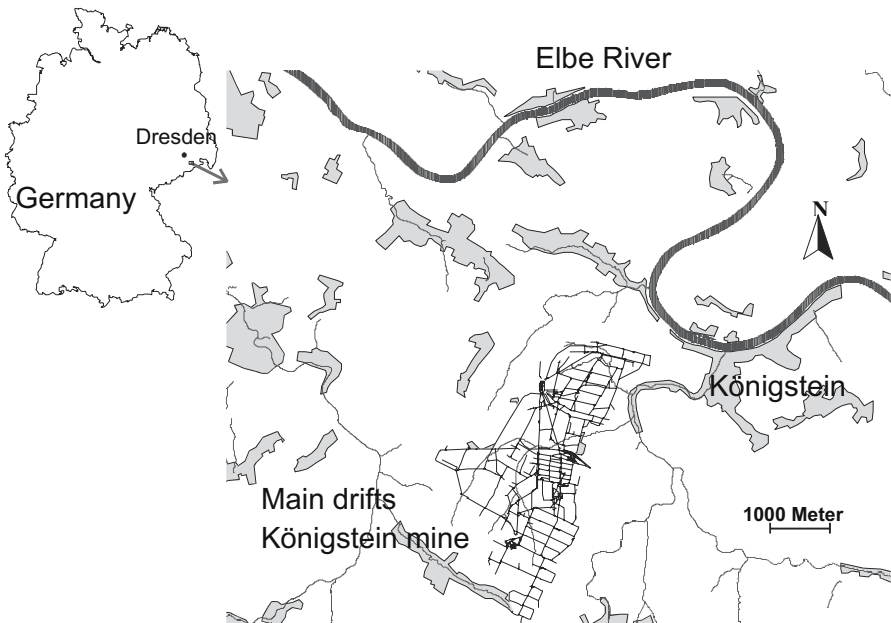 Elbe River
Dresden
Germany
N
Königstein
Main drifts
Königstein mine
1000 Meter